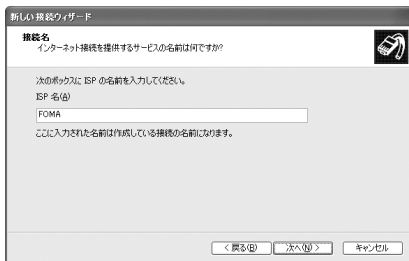 新しい接続ウィザード
接続名
インターネット接続を提供するサービスの名前は何ですか?
次のボックスに ISP の名前を入力してください。
ISP 名(A)
FOMA
ここに入力された名前は作成している接続の名前になります。
< 戻る(B) 次へ(N) > キャンセル